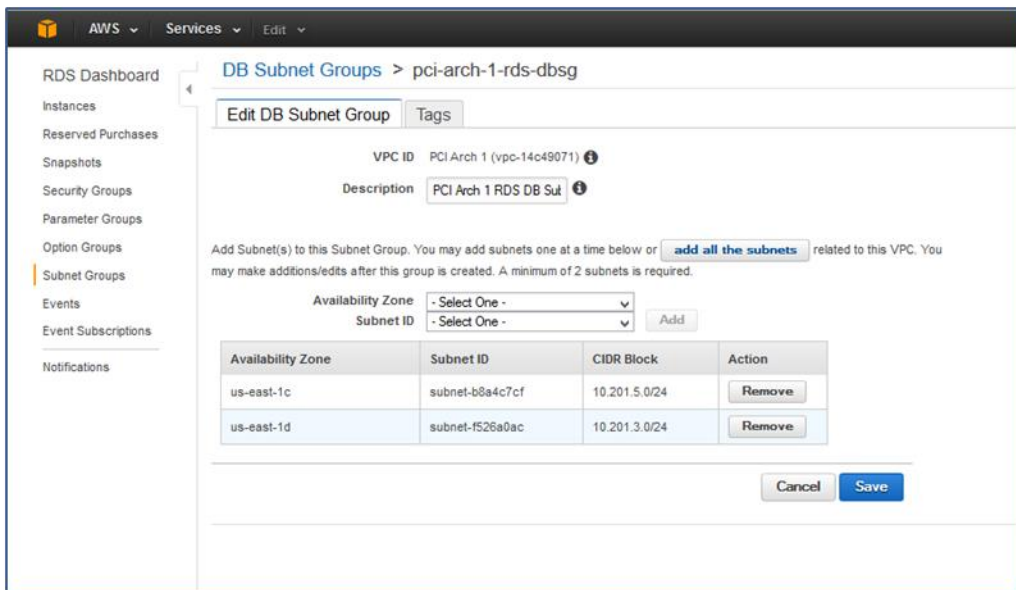 AWS Services Edit
RDS Dashboard
Instances
Reserved Purchases
Snapshots
Security Groups
Parameter Groups
Option Groups
Subnet Groups
Events
Event Subscriptions
Notifications
DB Subnet Groups > pci-arch-1-rds-dbsg
Edit DB Subnet Group Tags
VPC ID PCI Arch 1 (vpc-14c49071)
Description PCI Arch 1 RDS DB Sub
Add Subnet(s) to this Subnet Group. You may add subnets one at a time below or add all the subnets related to this VPC. You
may make additions/edits after this group is created. A minimum of 2 subnets is required.
Availability Zone - Select One -
Subnet ID - Select One - Add
Availability Zone Subnet ID CIDR Block Action
us-east-1c subnet-b8a4c7cf 10.201.5.0/24 Remove
us-east-1d subnet-f526a0ac 10.201.3.0/24 Remove
Cancel Save